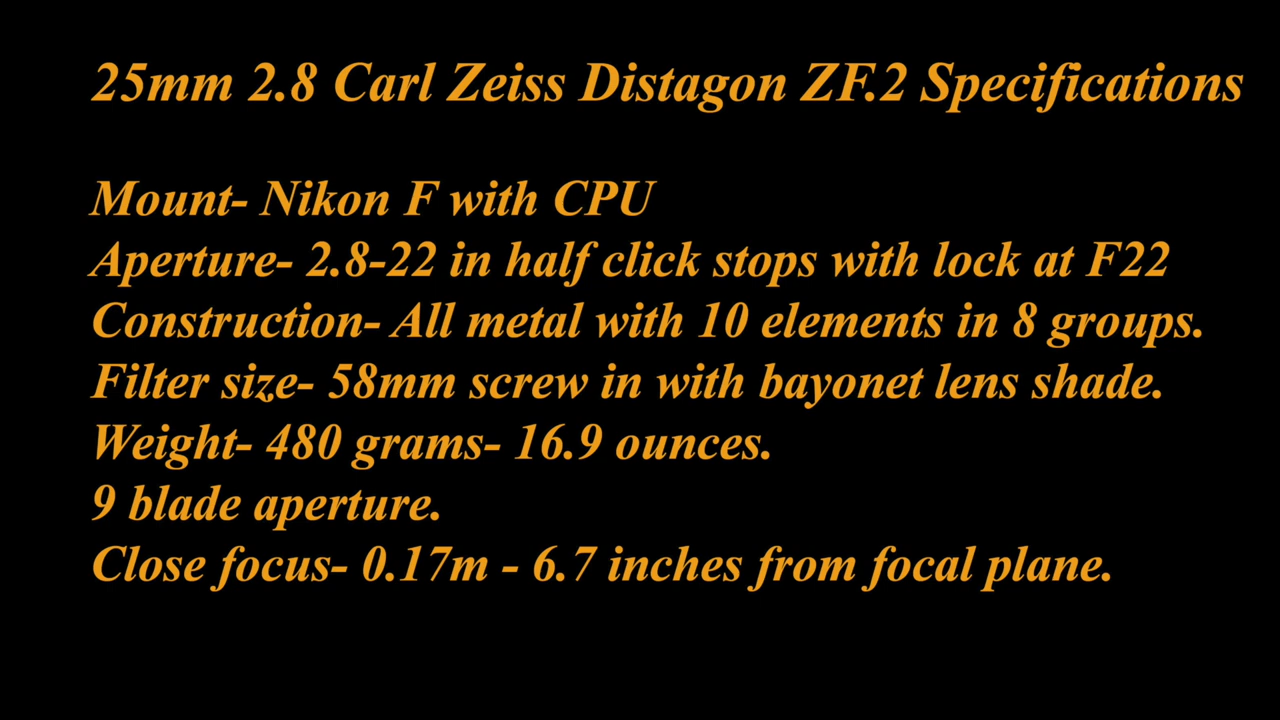 25mm 2.8 Carl Zeiss Distagon ZF.2 Specifications
Mount- Nikon F with CPU
Aperture- 2.8-22 in half click stops with lock at F22
Construction- All metal with 10 elements in 8 groups.
Filter size- 58mm screw in with bayonet lens shade.
Weight- 480 grams- 16.9 ounces.
9 blade aperture.
Close focus- 0.17m - 6.7 inches from focal plane.